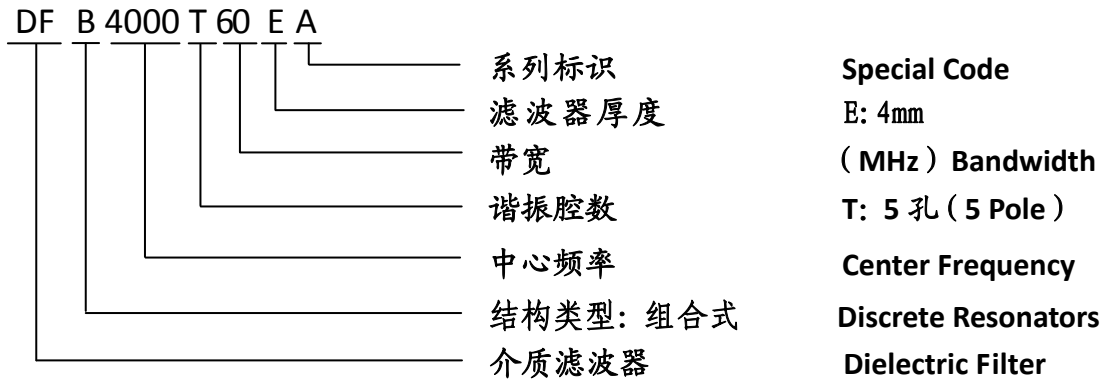 DF B 4000 T 60 E A
系列标识 Special Code
滤波器厚度 E: 4mm
带宽 （MHz）Bandwidth
谐振腔数 T: 5孔（5 Pole）
中心频率 Center Frequency
结构类型: 组合式 Discrete Resonators
介质滤波器 Dielectric Filter